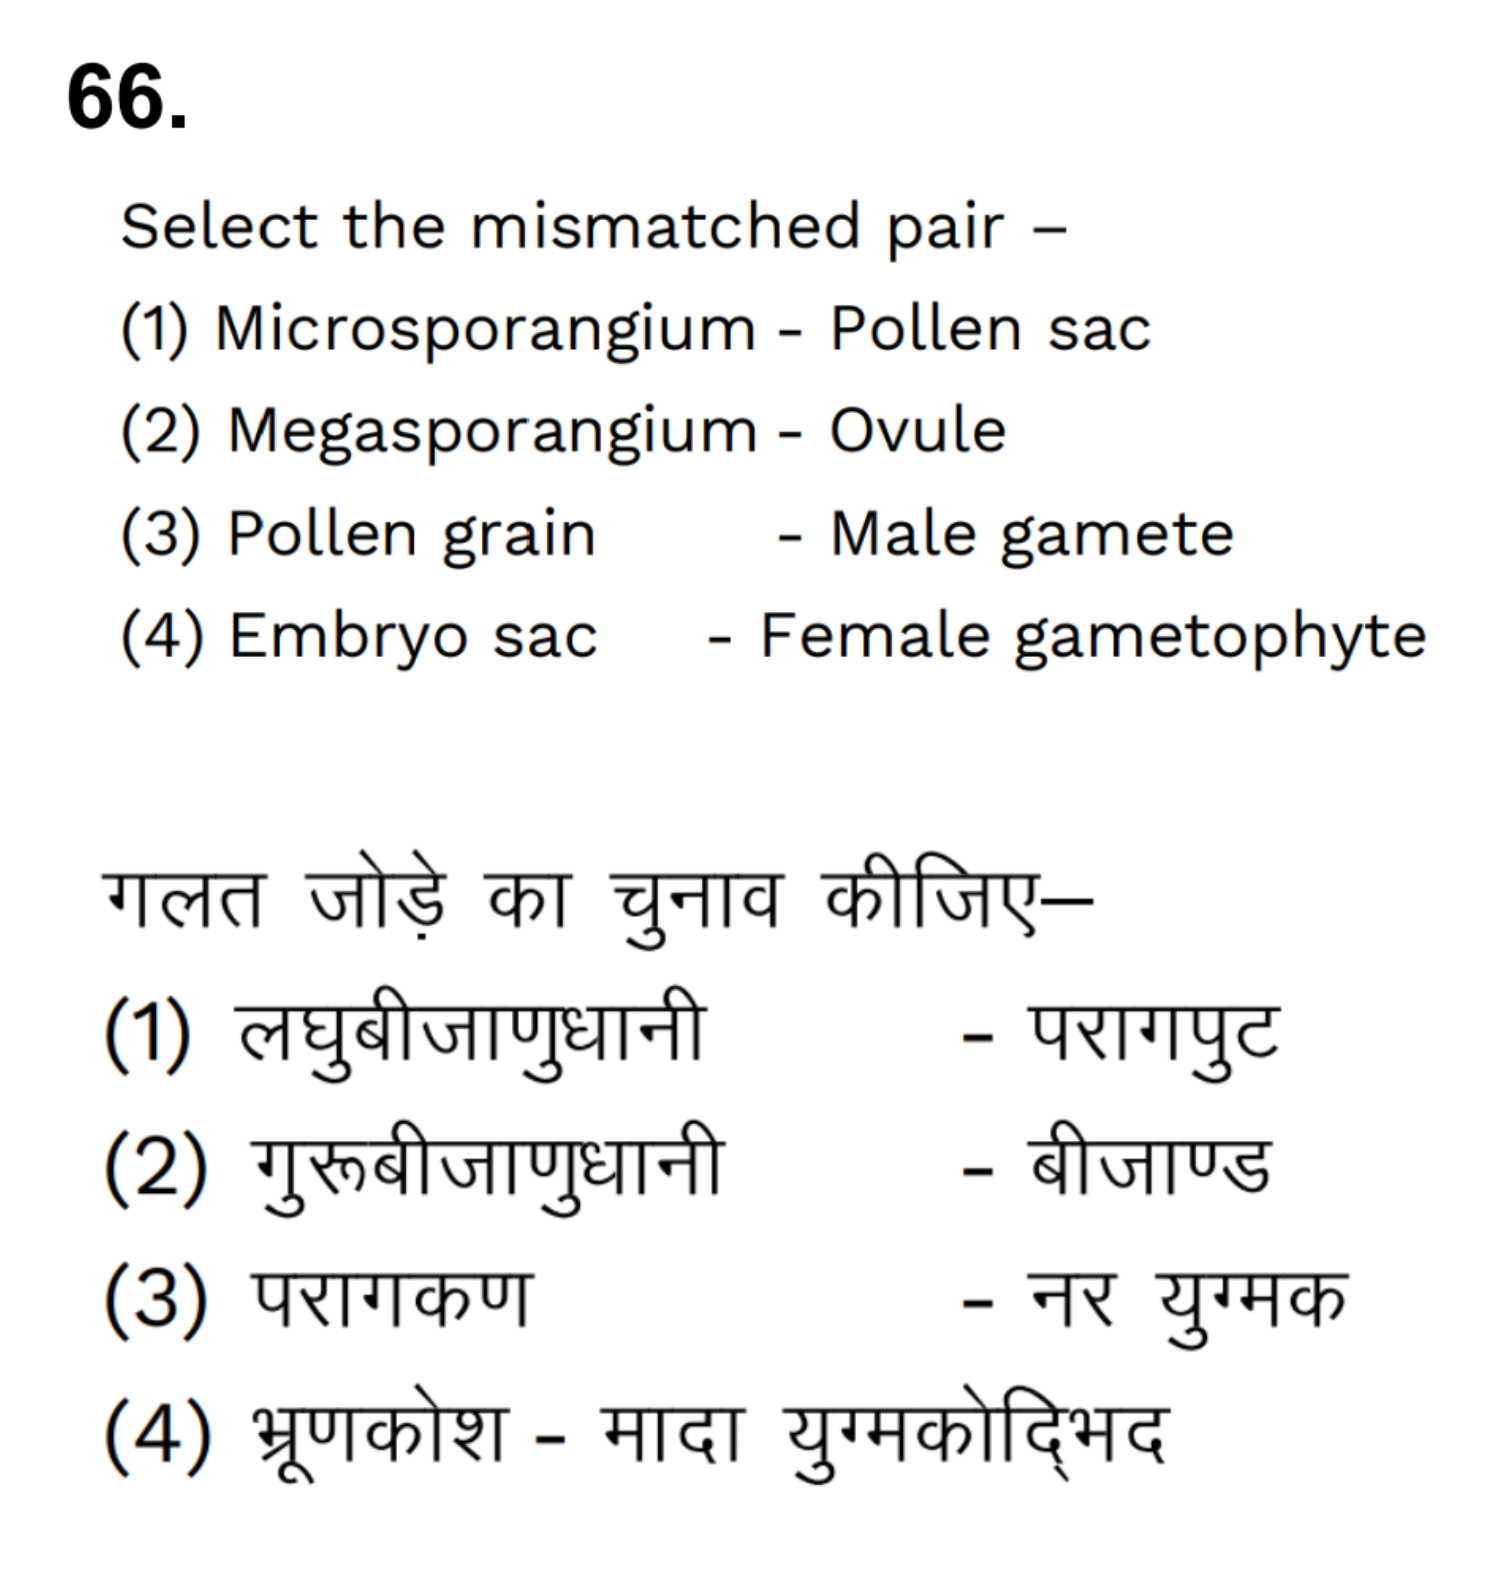 66.
Select the mismatched pair –
(1) Microsporangium - Pollen sac
(2) Megasporangium - Ovule
(3) Pollen grain - Male gamete
(4) Embryo sac - Female gametophyte
गलत जोड़े का चुनाव कीजिए–
(1) लघुबीजाणुधानी - परागपुट
(2) गुरूबीजाणुधानी - बीजाण्ड
(3) परागकण - नर युग्मक
(4) भ्रूणकोश - मादा युग्मकोद्भिद